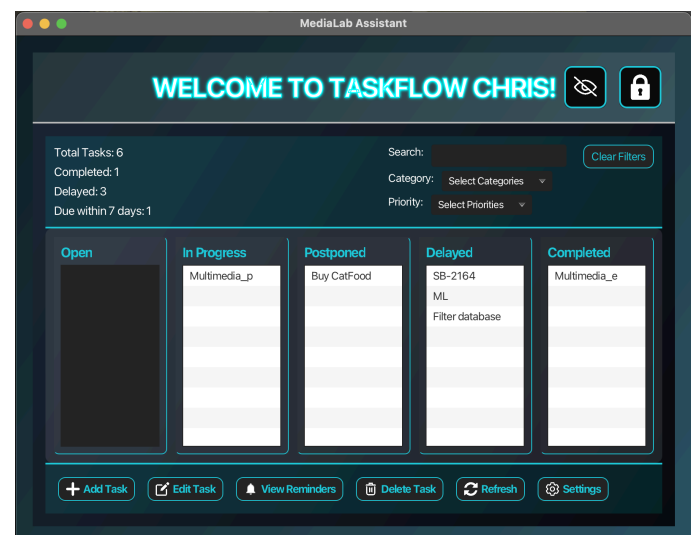 MediaLab Assistant
WELCOME TO TASKFLOW CHRIS!
Total Tasks: 6
Completed: 1
Delayed: 3
Due within 7 days: 1
Search:
Clear Filters
Category: Select Categories
Priority: Select Priorities
Open
In Progress
Multimedia_p
Postponed
Buy CatFood
Delayed
SB-2164
ML
Filter database
Completed
Multimedia_e
Add Task
Edit Task
View Reminders
Delete Task
Refresh
Settings